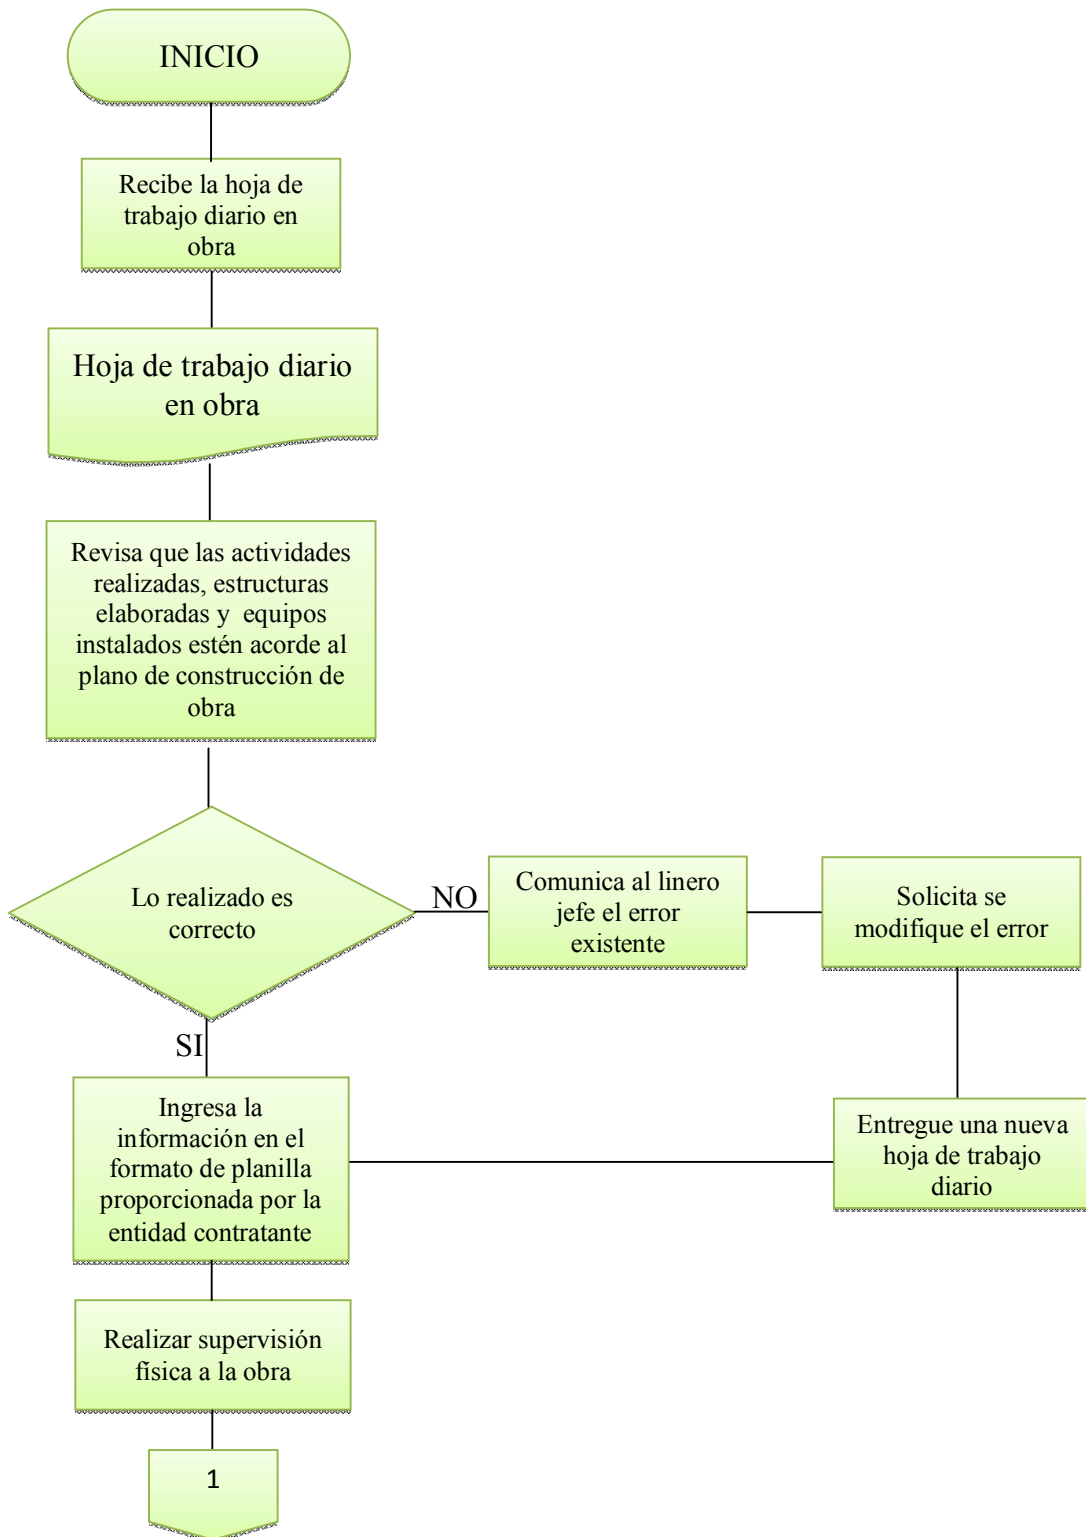 INICIO
Recibe la hoja de
trabajo diario en
obra
Hoja de trabajo diario
en obra
Revisa que las actividades
realizadas, estructuras
elaboradas y equipos
instalados estén acorde al
plano de construcción de
obra
Lo realizado es
correcto
NO
Comunica al linero
jefe el error
existente
Solicita se
modifique el error
Entregue una nueva
hoja de trabajo
diario
SI
Ingresa la
información en el
formato de planilla
proporcionada por la
entidad contratante
Realizar supervisión
física a la obra
1